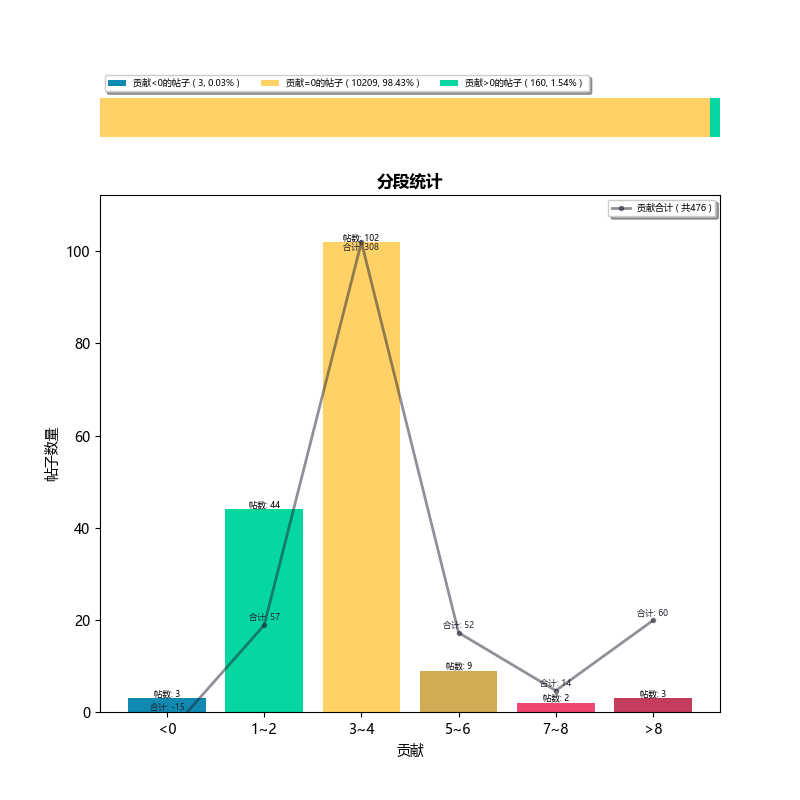 贡献<0的帖子 ( 3, 0.03% ) 贡献=0的帖子 ( 10209, 98.43% ) 贡献>0的帖子 ( 160, 1.54% )
分段统计
贡献合计 ( 共476 )
100
80
60
40
20
0
帖子数量
帖数: 102
合计: 308
帖数: 44
合计: 57
合计: 52
合计: 60
帖数: 9
合计: 14
帖数: 2
帖数: 3
帖数: 3
合计: -15
<0 1~2 3~4 5~6 7~8 >8
贡献